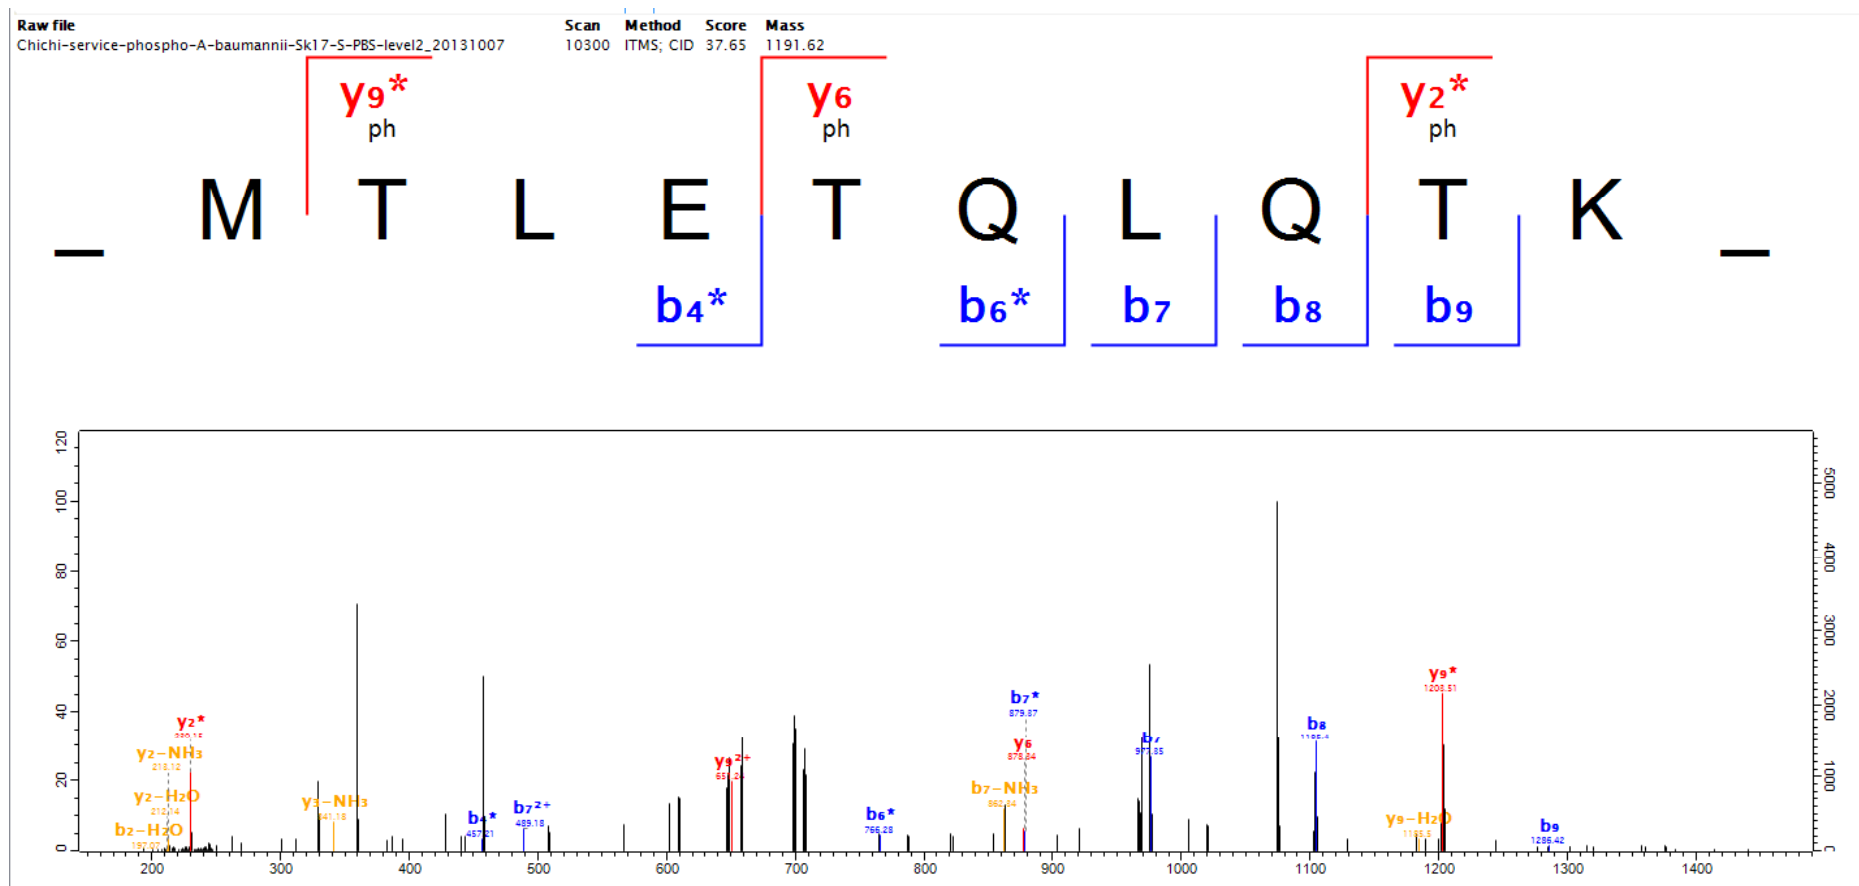 Raw file Scan Method Score Mass
Chichi-service-phospho-A-baumannii-Sk17-S-PBS-level2_20131007 10300 ITMS; CID 37.65 1191.62
y9* y6 y2*
ph ph ph
_ M T L E T Q L Q T K _
b4* b6* b7 b8 b9
120
100
80
60
40
20
0
5000
4000
3000
2000
1000
0
y9*
y2*
b7*
879.87
b8
y6
b7
977.85
y2-NH3
213.12
y9²⁺
y2-H2O
212.14
y3-NH3
341.18
b7-NH3
862.84
b2-H2O
197.07
b4*
457.21
b7²⁺
489.18
b6*
766.28
y9-H2O
b9
1286.42
200 300 400 500 600 700 800 900 1000 1100 1200 1300 1400